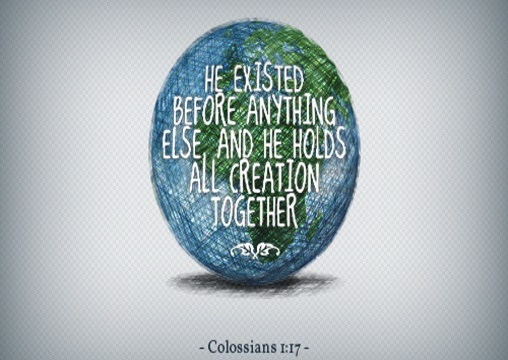 HE EXISTED
BEFORE ANYTHING
ELSE, AND HE HOLDS
ALL CREATION
TOGETHER.
- Colossians 1:17 -